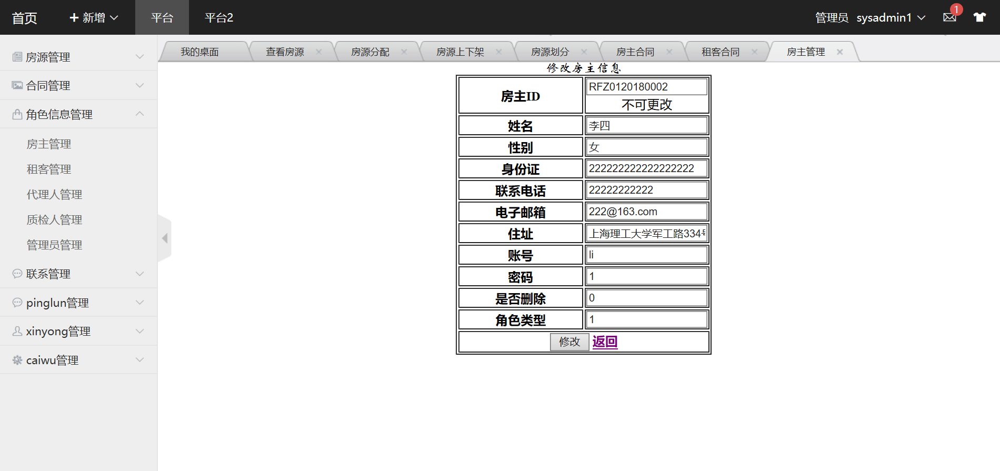 首页
新增
平台
平台2
管理员 sysadmin1
1
房源管理
合同管理
角色信息管理
房主管理
租客管理
代理人管理
质检人管理
管理员管理
联系管理
pinglun管理
xinyong管理
caiwu管理
我的桌面
查看房源
房源分配
房源上下架
房源划分
房主合同
租客合同
房主管理
修改房主信息
房主ID
RFZ0120180002
不可更改
姓名 李四
性别 女
身份证 222222222222222222
联系电话 22222222222
电子邮箱 222@163.com
住址 上海理工大学军工路334
账号 li
密码 1
是否删除 0
角色类型 1
修改 返回